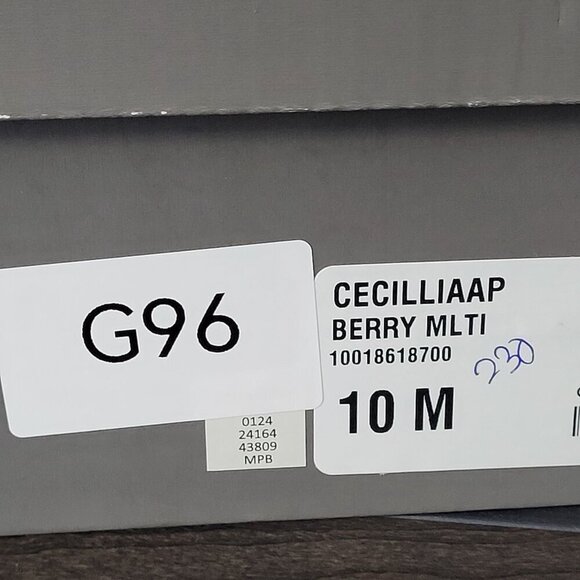 G96
0124
24164
43809
MPB
CECILLIAAP
BERRY MLTI
10018618700
230
10 M